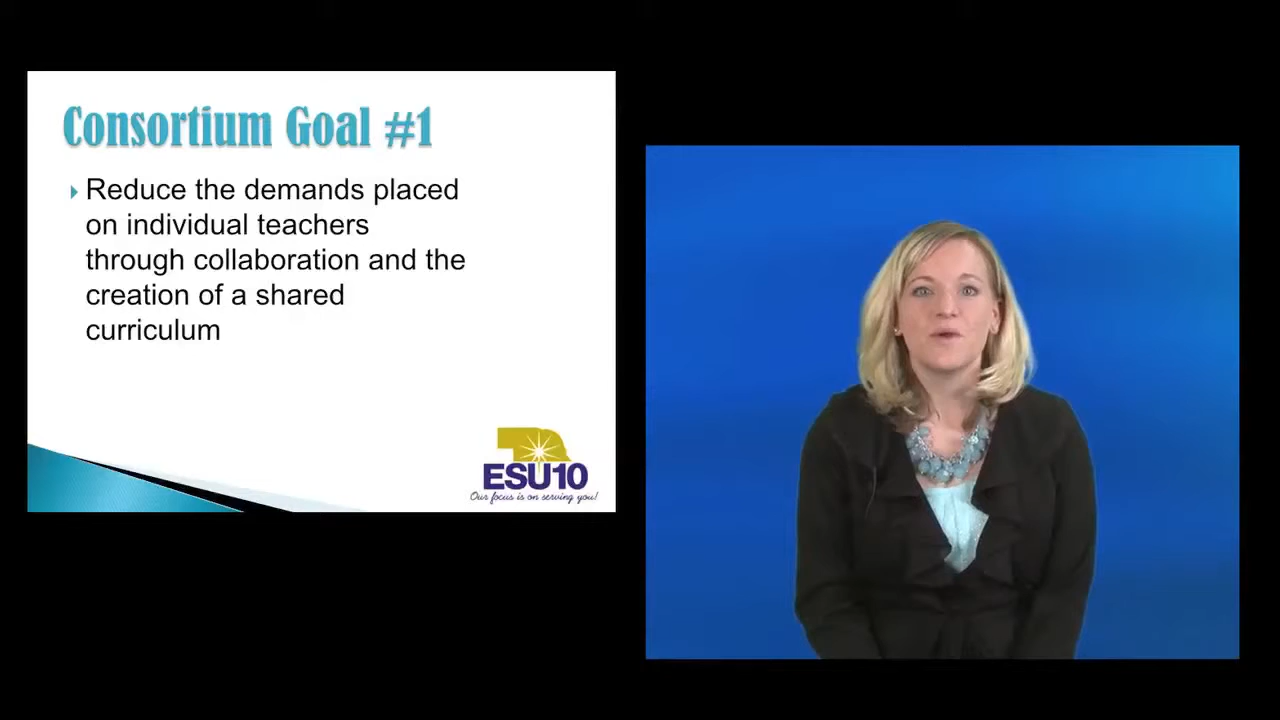 Consortium Goal #1
Reduce the demands placed
on individual teachers
through collaboration and the
creation of a shared
curriculum
ESU10
Our focus is on serving you!